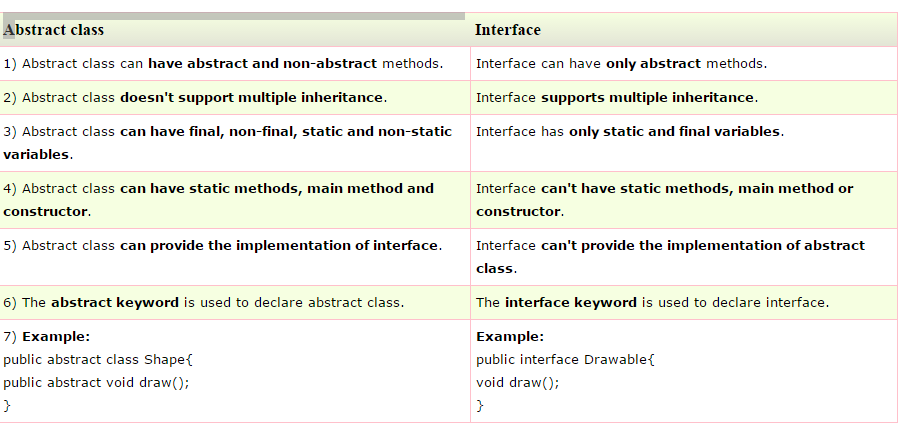 Abstract class Interface
1) Abstract class can have abstract and non-abstract methods. Interface can have only abstract methods.
2) Abstract class doesn't support multiple inheritance. Interface supports multiple inheritance.
3) Abstract class can have final, non-final, static and non-static
variables.
Interface has only static and final variables.
4) Abstract class can have static methods, main method and
constructor.
Interface can't have static methods, main method or
constructor.
5) Abstract class can provide the implementation of interface.
Interface can't provide the implementation of abstract
class.
6) The abstract keyword is used to declare abstract class. The interface keyword is used to declare interface.
7) Example:
public abstract class Shape{
public abstract void draw();
}
Example:
public interface Drawable{
void draw();
}